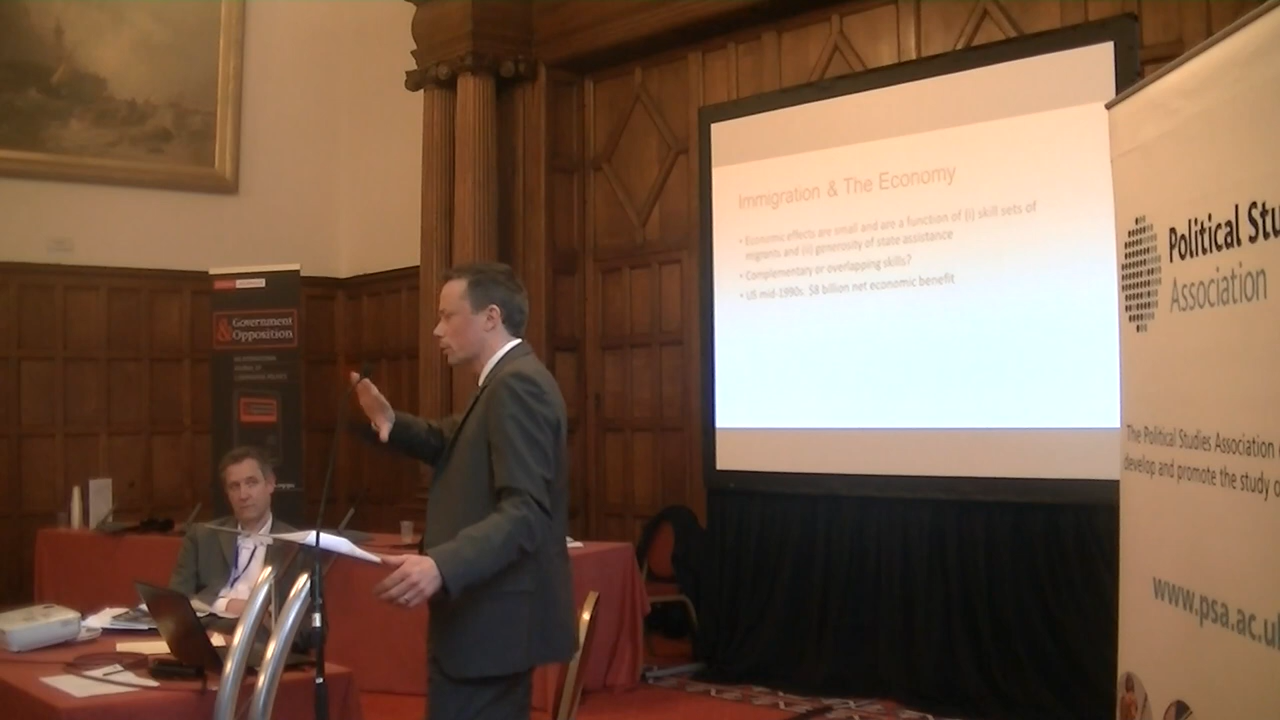 Immigration & The Economy
• Economic effects are small and are a function of (i) skill sets of
migrants and (ii) generosity of state assistance
• Complementary or overlapping skills?
• US mid-1990s. $8 billion net economic benefit
Government
& Opposition
Political Stu
Association
The Political Studies Association
develop and promote the study o
www.psa.ac.u